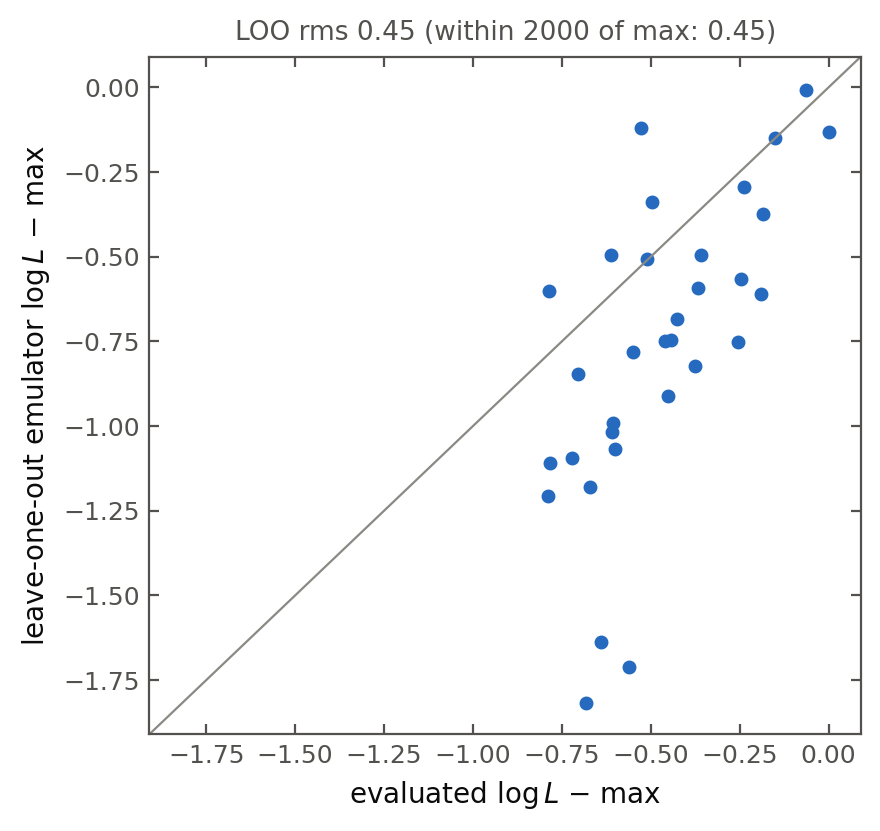 LOO rms 0.45 (within 2000 of max: 0.45)
leave-one-out emulator log L − max
0.00
−0.25
−0.50
−0.75
−1.00
−1.25
−1.50
−1.75
−1.75 −1.50 −1.25 −1.00 −0.75 −0.50 −0.25 0.00
evaluated log L − max